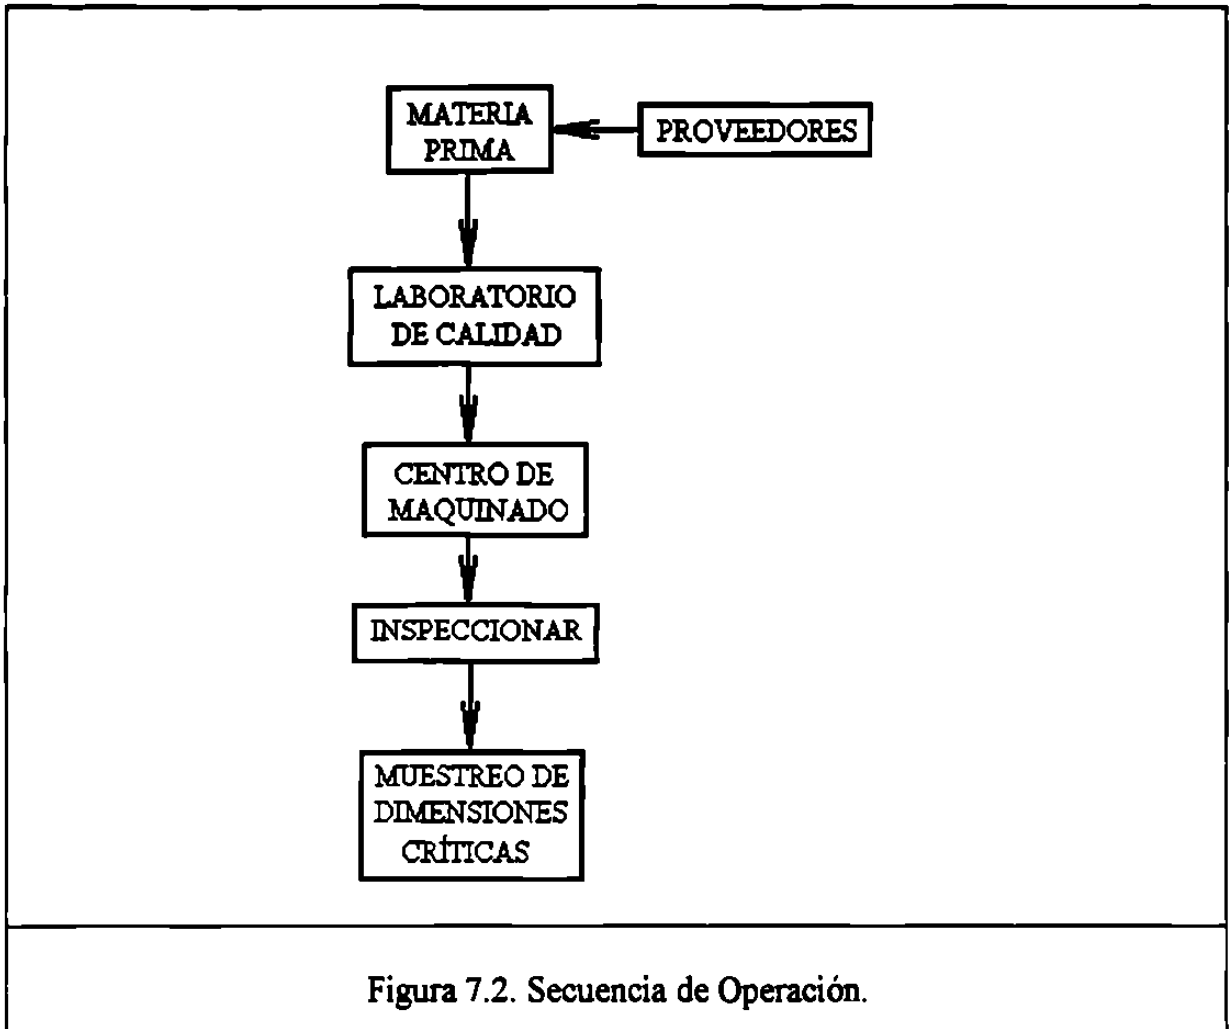 MATERIA
PRIMA
PROVEEDORES
LABORATORIO
DE CALIDAD
CENTRO DE
MAQUINADO
INSPECCIONAR
MUESTREO DE
DIMENSIONES
CRÍTICAS
Figura 7.2. Secuencia de Operación.